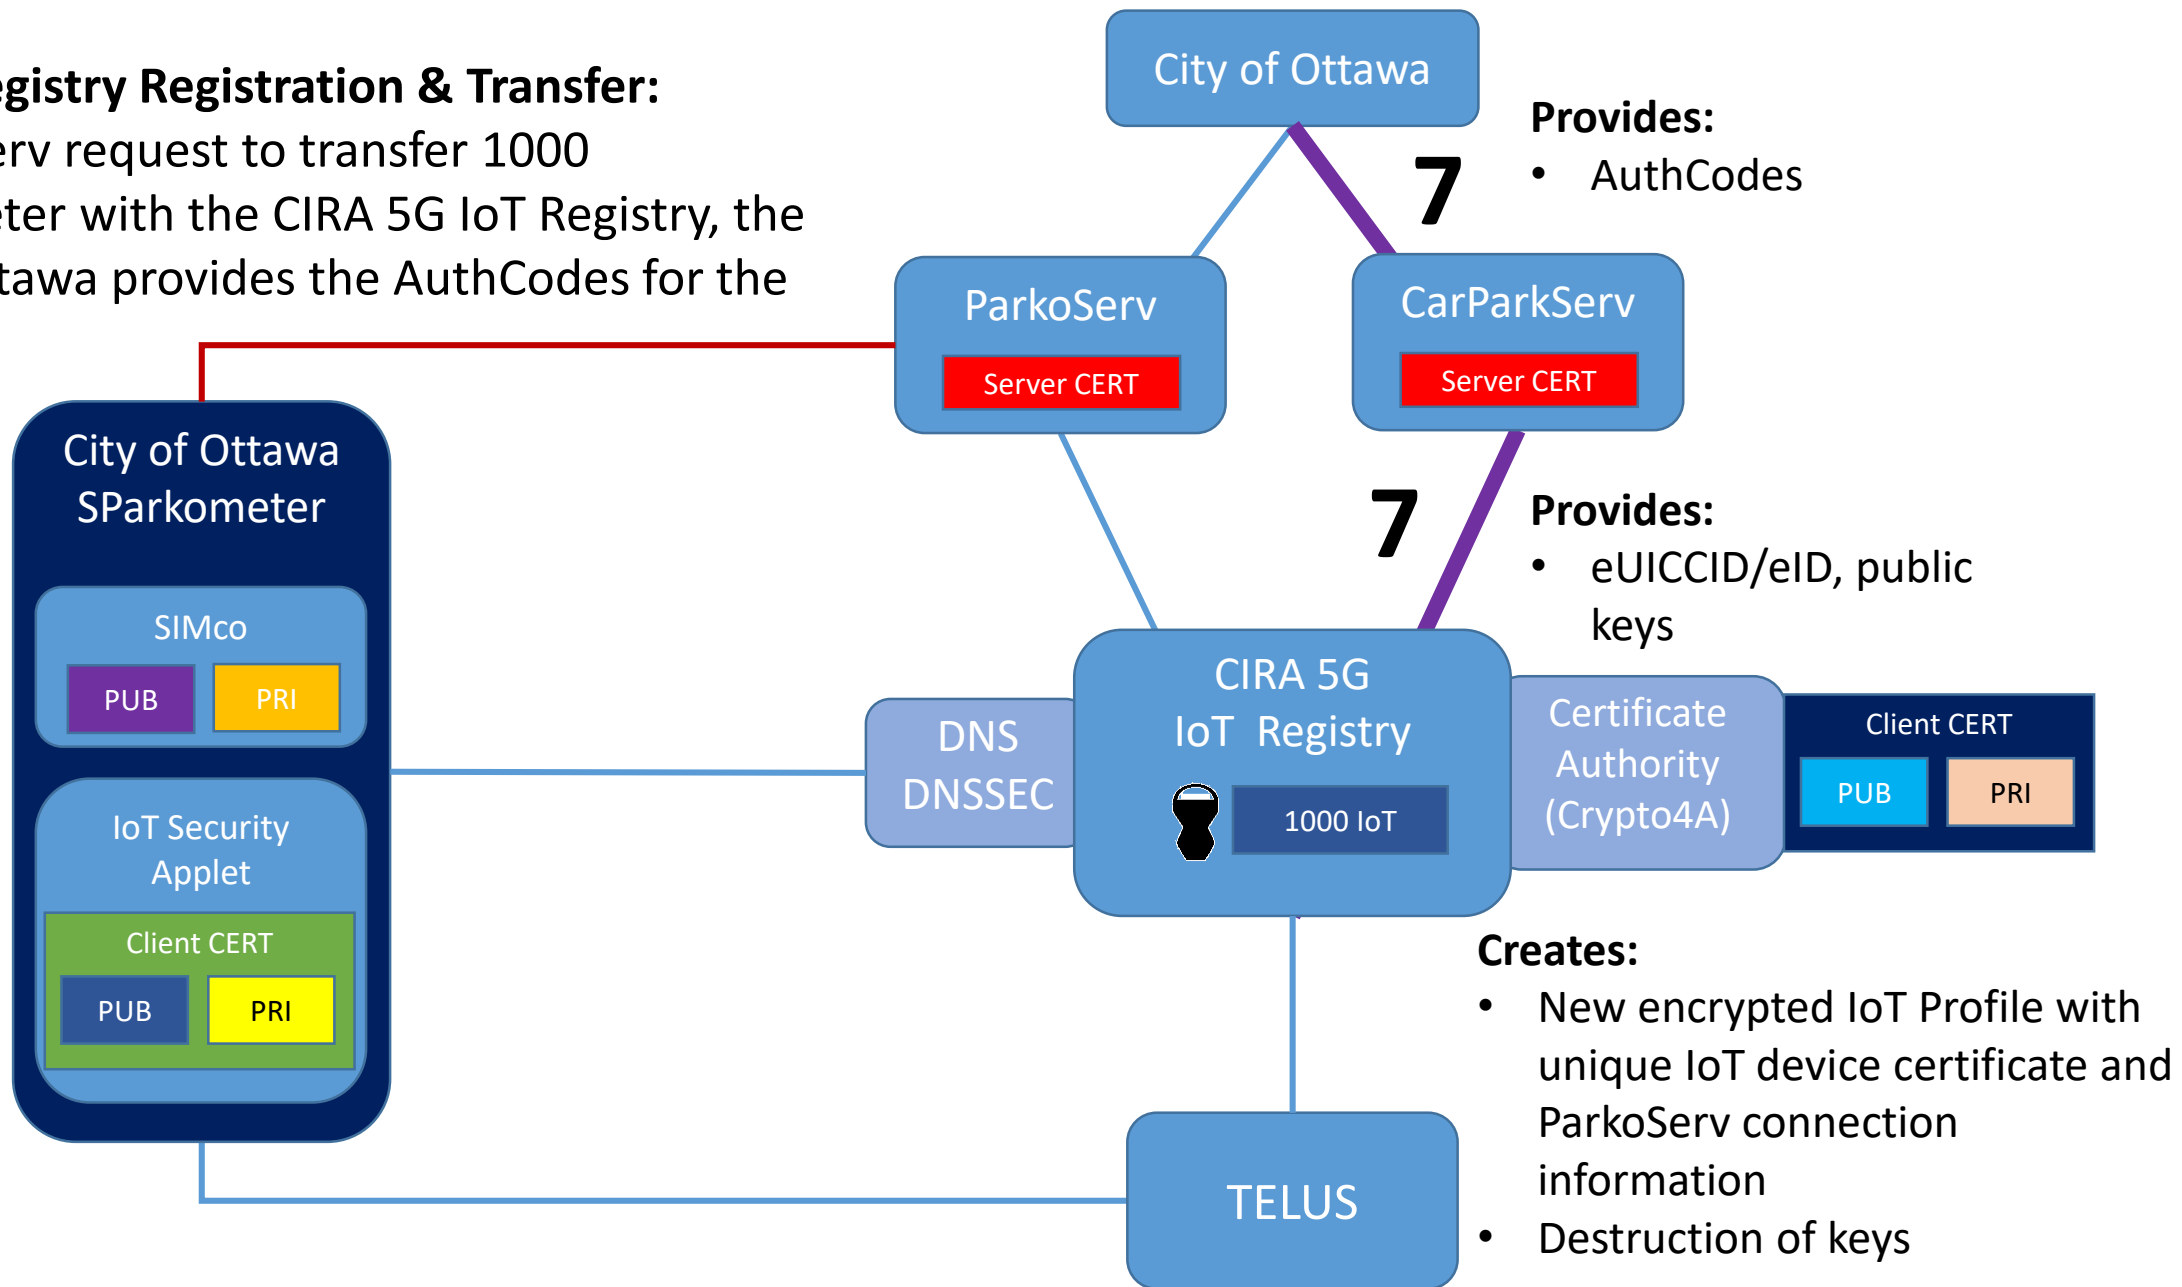 egistry Registration & Transfer:
erv request to transfer 1000
eter with the CIRA 5G IoT Registry, the
tawa provides the AuthCodes for the
City of Ottawa
7
Provides:
• AuthCodes
ParkoServ
Server CERT
CarParkServ
Server CERT
7
Provides:
• eUICCID/eID, public
keys
City of Ottawa
SParkometer
SIMco
PUB
PRI
IoT Security
Applet
Client CERT
PUB
PRI
DNS
DNSSEC
CIRA 5G
IoT Registry
1000 IoT
Certificate
Authority
(Crypto4A)
Client CERT
PUB
PRI
Creates:
• New encrypted IoT Profile with
unique IoT device certificate and
ParkoServ connection
information
• Destruction of keys
TELUS